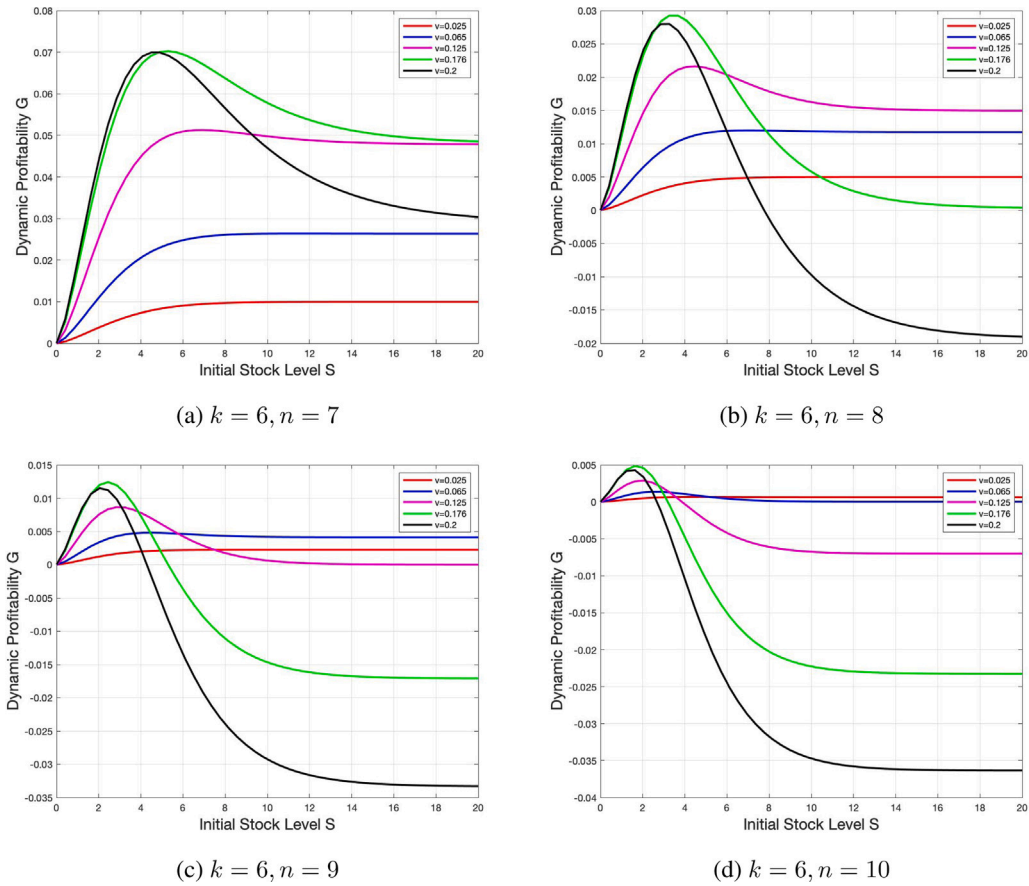 Dynamic Profitability G
0.08
0.07
0.06
0.05
0.04
0.03
0.02
0.01
0
0 2 4 6 8 10 12 14 16 18 20
Initial Stock Level S
v=0.025
v=0.065
v=0.125
v=0.176
v=0.2
(a) k = 6, n = 7
Dynamic Profitability G
0.03
0.025
0.02
0.015
0.01
0.005
0
-0.005
-0.01
-0.015
-0.02
0 2 4 6 8 10 12 14 16 18 20
Initial Stock Level S
v=0.025
v=0.065
v=0.125
v=0.176
v=0.2
(b) k = 6, n = 8
Dynamic Profitability G
0.015
0.01
0.005
0
-0.005
-0.01
-0.015
-0.02
-0.025
-0.03
-0.035
0 2 4 6 8 10 12 14 16 18 20
Initial Stock Level S
v=0.025
v=0.065
v=0.125
v=0.176
v=0.2
(c) k = 6, n = 9
Dynamic Profitability G
0.005
0
-0.005
-0.01
-0.015
-0.02
-0.025
-0.03
-0.035
-0.04
0 2 4 6 8 10 12 14 16 18 20
Initial Stock Level S
v=0.025
v=0.065
v=0.125
v=0.176
v=0.2
(d) k = 6, n = 10